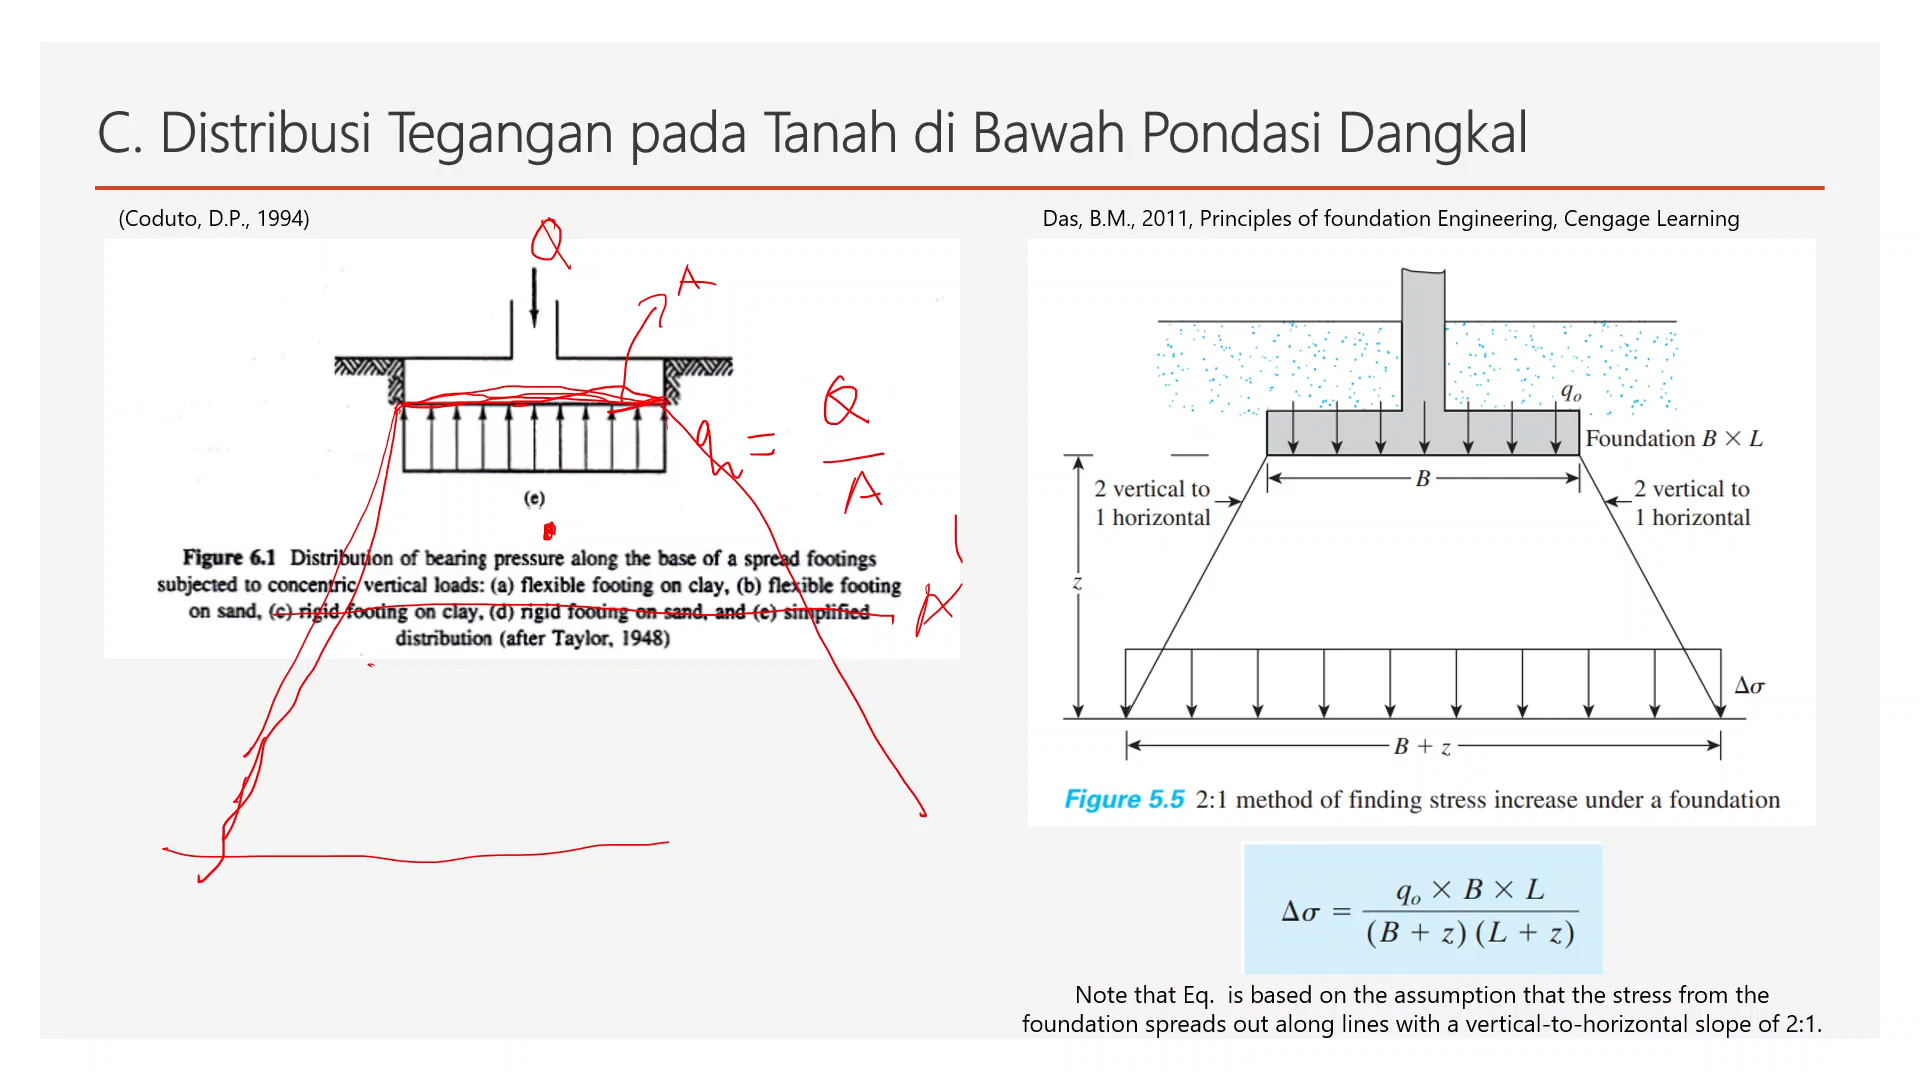 C. Distribusi Tegangan pada Tanah di Bawah Pondasi Dangkal
(Coduto, D.P., 1994)
Q
A
Q
=
A
(e)
Figure 6.1 Distribution of bearing pressure along the base of a spread footings
subjected to concentric vertical loads: (a) flexible footing on clay, (b) flexible footing
on sand, (c) rigid footing on clay, (d) rigid footing on sand, and (e) simplified
distribution (after Taylor, 1948)
Das, B.M., 2011, Principles of foundation Engineering, Cengage Learning
qo
Foundation B × L
B
2 vertical to
1 horizontal
2 vertical to
1 horizontal
z
Δσ
B + z
Figure 5.5 2:1 method of finding stress increase under a foundation
Δσ = qo × B × L
(B + z) (L + z)
Note that Eq. is based on the assumption that the stress from the
foundation spreads out along lines with a vertical-to-horizontal slope of 2:1.